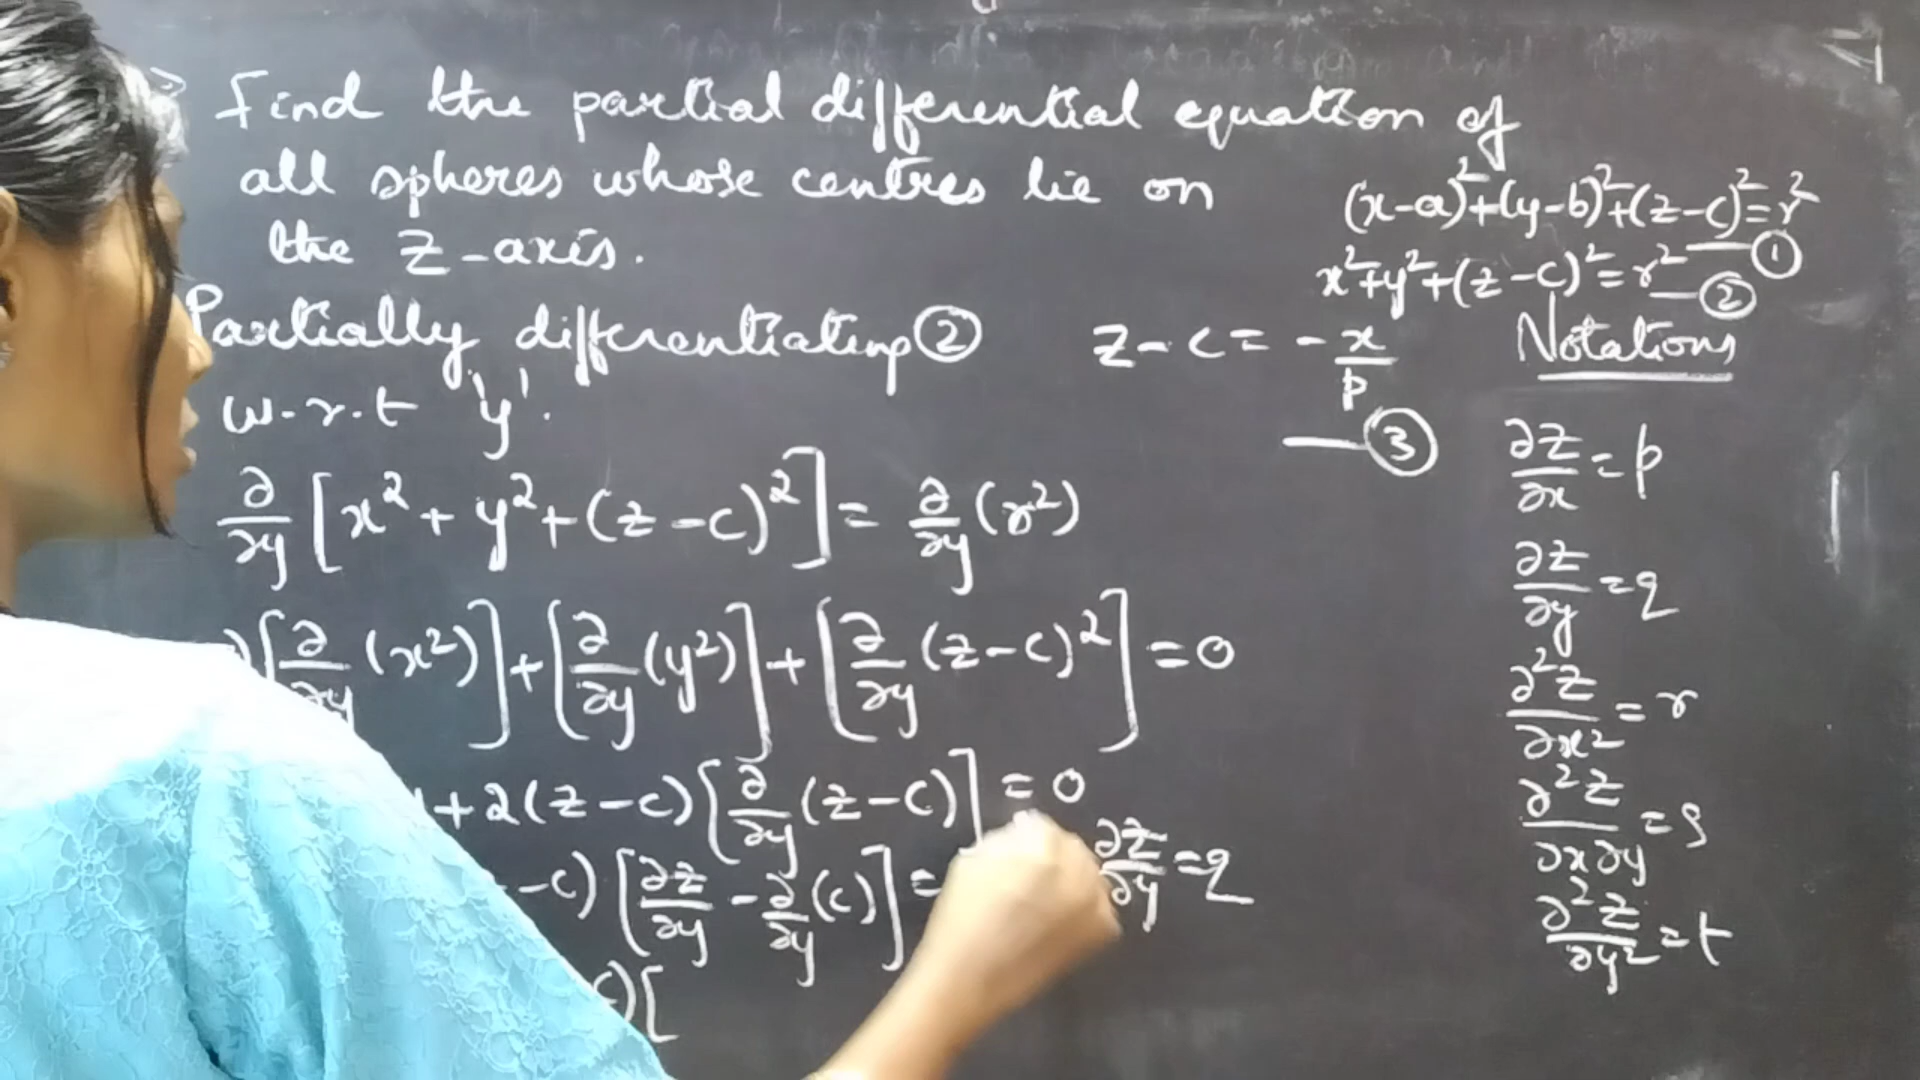 Find the partial differential equation of
all spheres whose centres lie on
the Z-axis.
(x-a)²+(y-b)²+(z-c)²=r² — ①
x²+y²+(z-c)²=r² — ②
Partially differentiating ②
w.r.t 'y'.
∂/∂y [x² + y² + (z-c)²] = ∂/∂y (r²)
[∂/∂y (x²)] + [∂/∂y (y²)] + [∂/∂y (z-c)²] = 0
+ 2(z-c) [∂/∂y (z-c)] = 0
-c) [∂z/∂y - ∂/∂y (c)] =
∂z/∂y = q
c) [
z-c = -x/p
— ③
Notations
∂z/∂x = p
∂z/∂y = q
∂²z/∂x² = r
∂²z/∂x∂y = s
∂²z/∂y² = t